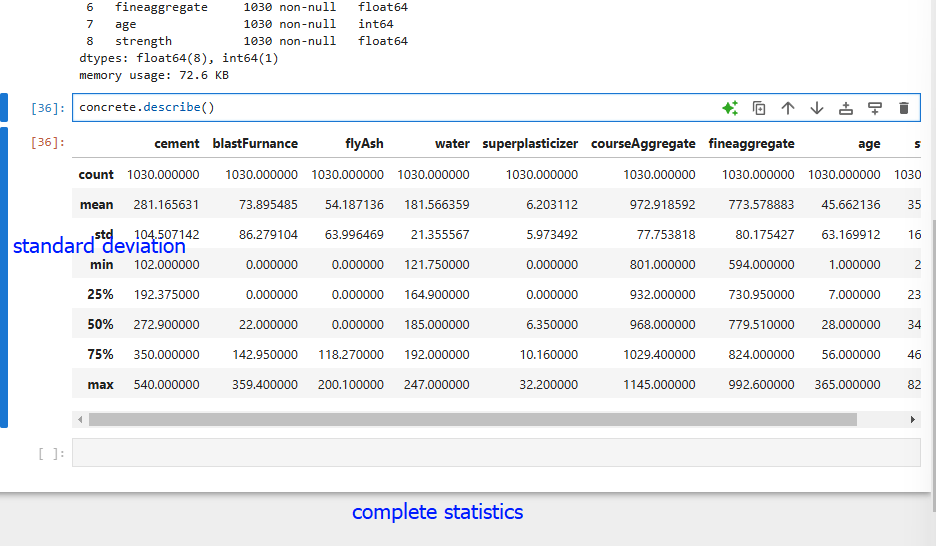 6 fineaggregate 1030 non-null float64
7 age 1030 non-null int64
8 strength 1030 non-null float64
dtypes: float64(8), int64(1)
memory usage: 72.6 KB
[36]: concrete.describe()
[36]:
cement blastFurnance flyAsh water superplasticizer courseAggregate fineaggregate age s
count 1030.000000 1030.000000 1030.000000 1030.000000 1030.000000 1030.000000 1030.000000 1030.000000 1030
mean 281.165631 73.895485 54.187136 181.566359 6.203112 972.918592 773.578883 45.662136 35
std 104.507142 86.279104 63.996469 21.355567 5.973492 77.753818 80.175427 63.169912 16
standard deviation
min 102.000000 0.000000 0.000000 121.750000 0.000000 801.000000 594.000000 1.000000 2
25% 192.375000 0.000000 0.000000 164.900000 0.000000 932.000000 730.950000 7.000000 23
50% 272.900000 22.000000 0.000000 185.000000 6.350000 968.000000 779.510000 28.000000 34
75% 350.000000 142.950000 118.270000 192.000000 10.160000 1029.400000 824.000000 56.000000 46
max 540.000000 359.400000 200.100000 247.000000 32.200000 1145.000000 992.600000 365.000000 82
[ ]:
complete statistics